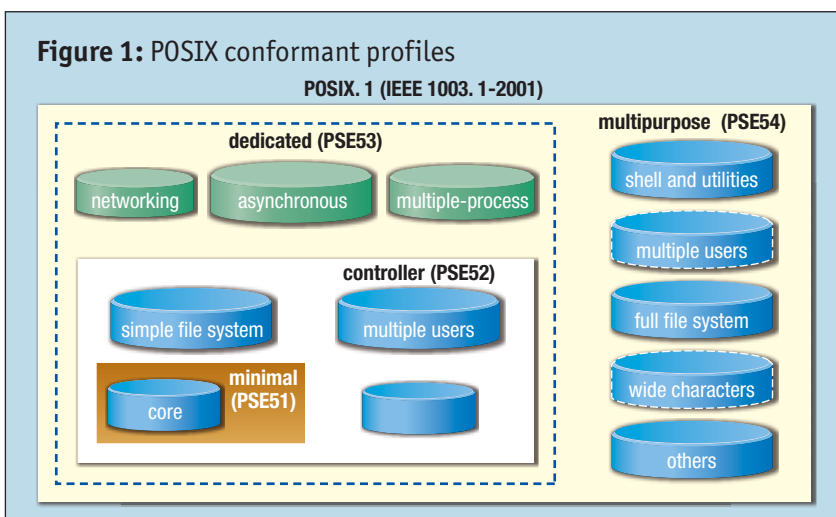 Figure 1: POSIX conformant profiles
POSIX. 1 (IEEE 1003. 1-2001)
dedicated (PSE53)
networking
asynchronous
multiple-process
controller (PSE52)
simple file system
multiple users
minimal
(PSE51)
core
multipurpose (PSE54)
shell and utilities
multiple users
full file system
wide characters
others